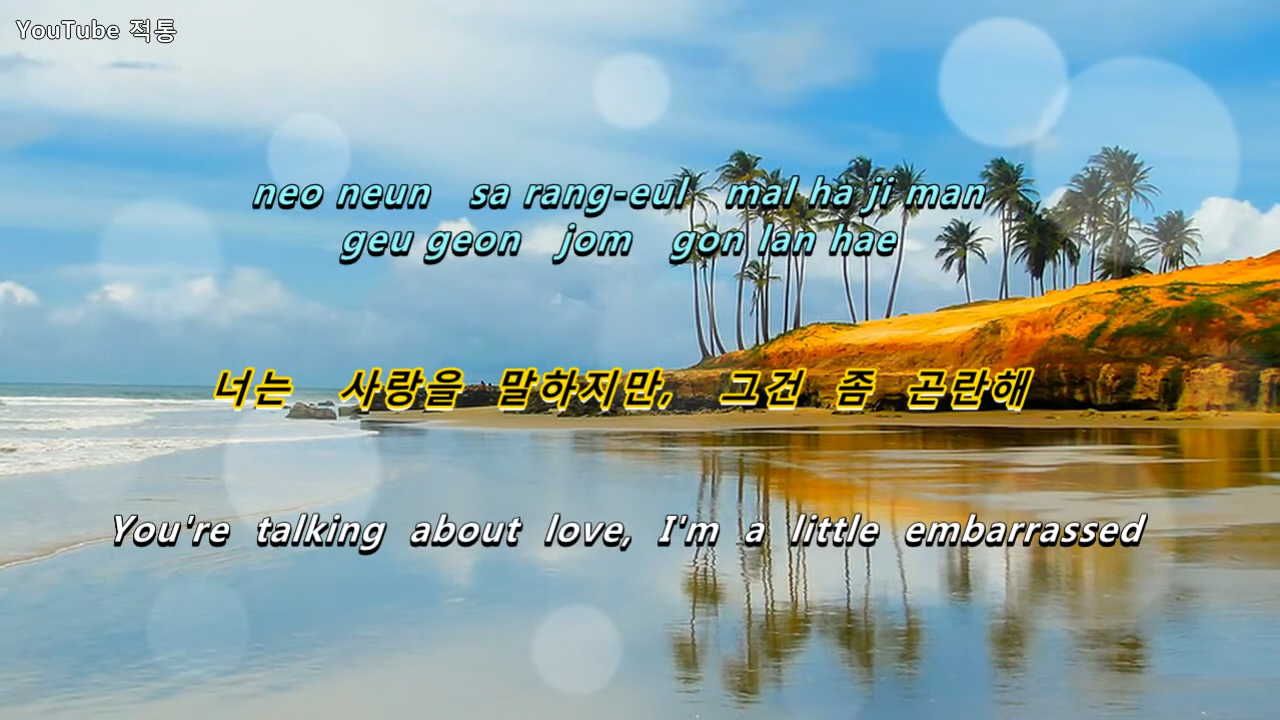 YouTube 적통
neo neun sa rang-eul mal ha ji man
geu geon jom gon lan hae
너는 사랑을 말하지만, 그건 좀 곤란해
You're talking about love, I'm a little embarrassed